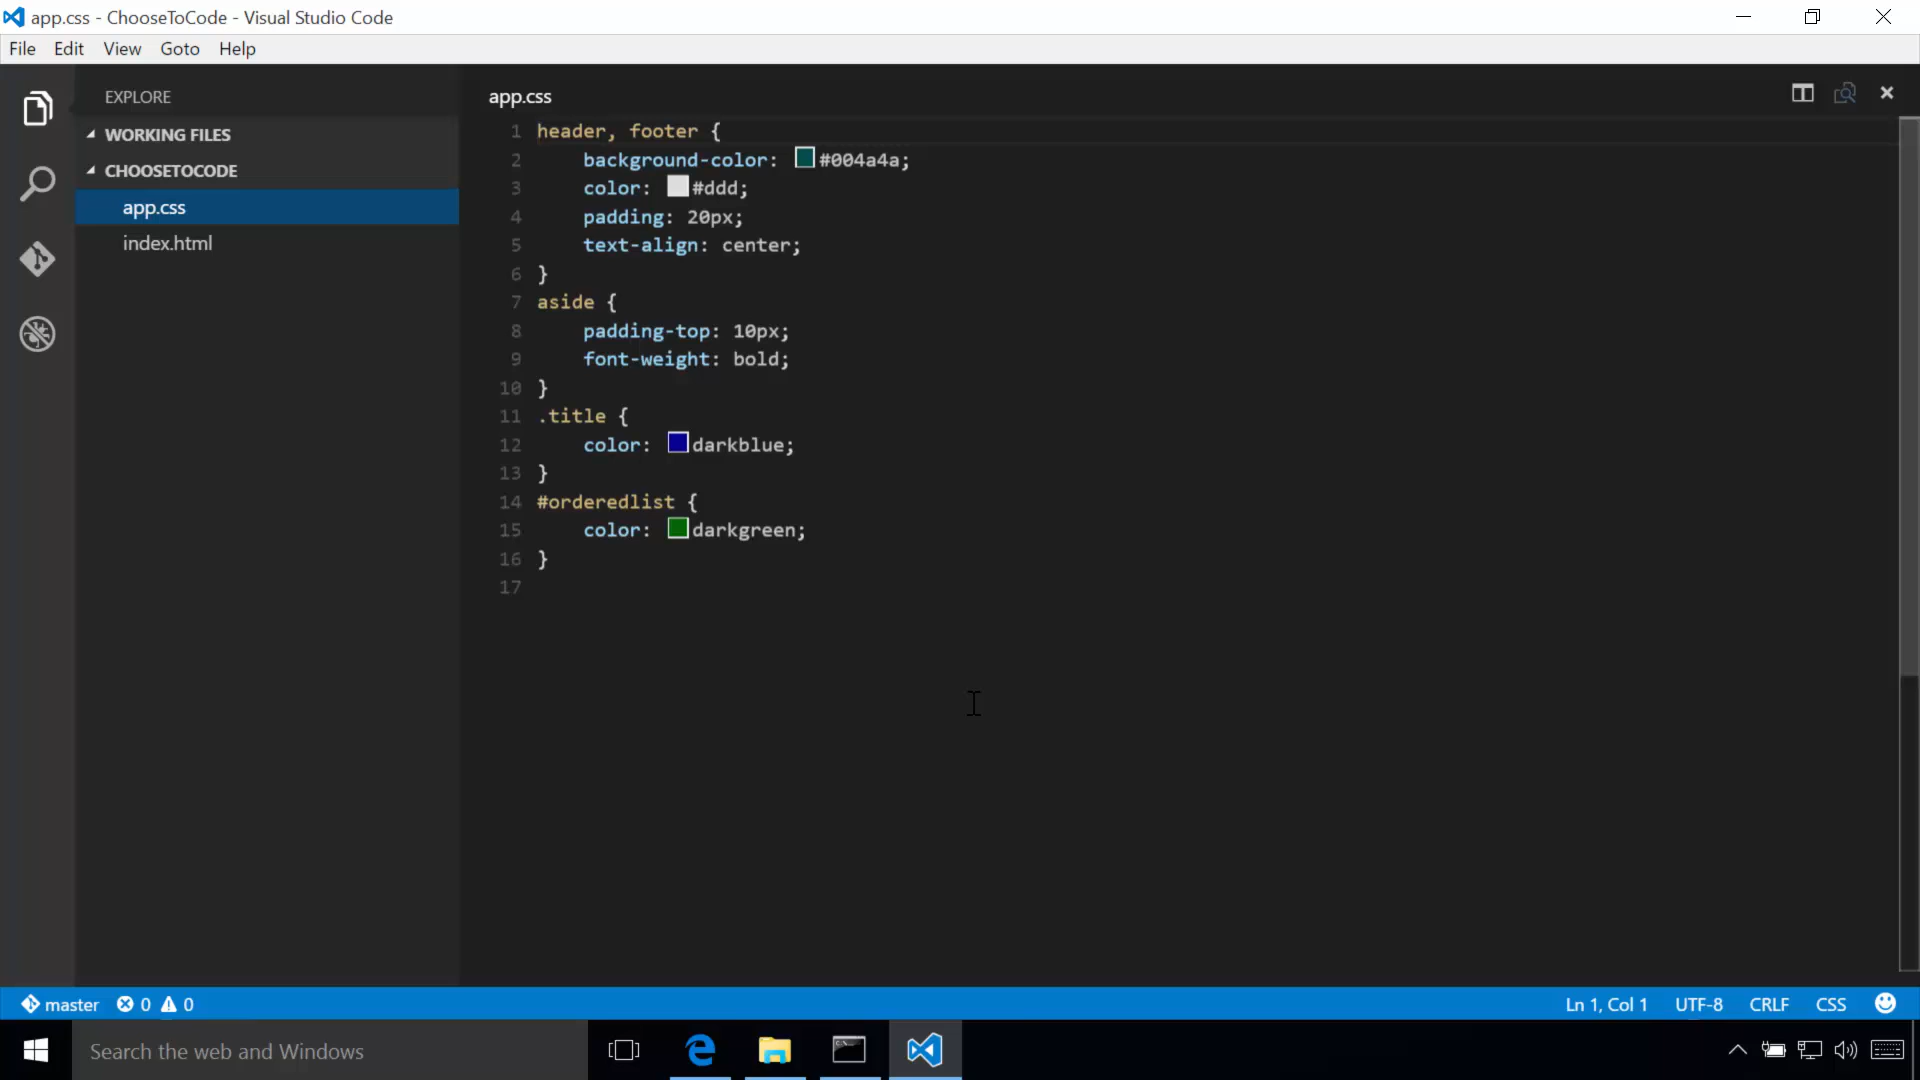 app.css - ChooseToCode - Visual Studio Code
File Edit View Goto Help
EXPLORE
WORKING FILES
CHOOSETOCODE
app.css
index.html
app.css
1 header, footer {
2 background-color: #004a4a;
3 color: #ddd;
4 padding: 20px;
5 text-align: center;
6 }
7 aside {
8 padding-top: 10px;
9 font-weight: bold;
10 }
11 .title {
12 color: darkblue;
13 }
14 #orderedlist {
15 color: darkgreen;
16 }
17
master 0 0 Ln 1, Col 1 UTF-8 CRLF CSS
Search the web and Windows